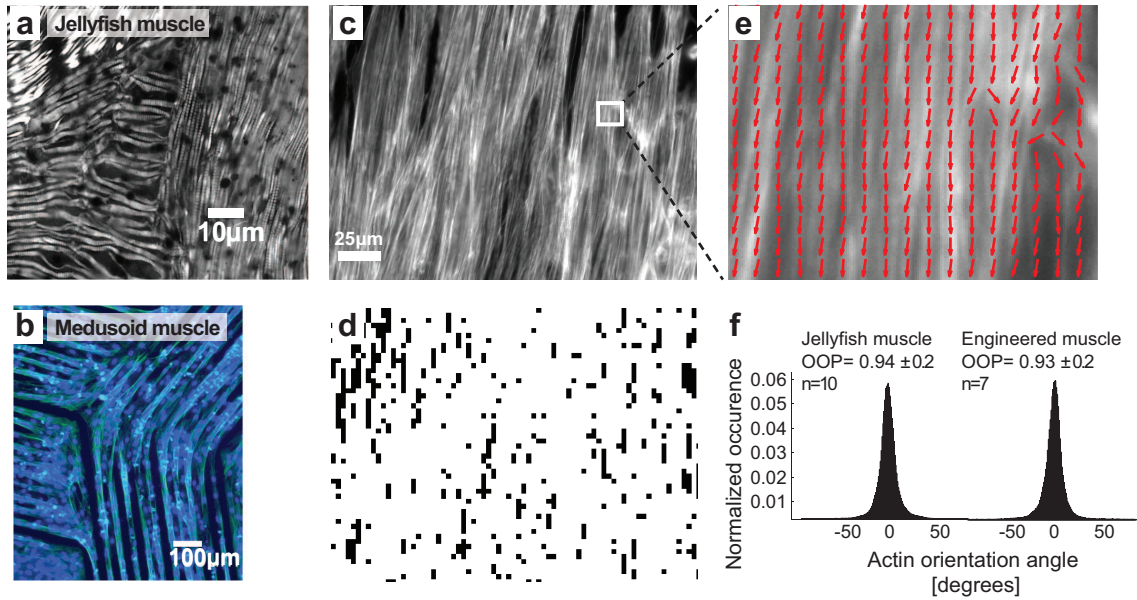 a Jellyfish muscle
10µm
b Medusoid muscle
100µm
c
25µm
d
e
f
Jellyfish muscle
OOP= 0.94 ±0.2
n=10
Engineered muscle
OOP= 0.93 ±0.2
n=7
Normalized occurence
0.06
0.05
0.04
0.03
0.02
0.01
-50 0 50 -50 0 50
Actin orientation angle
[degrees]